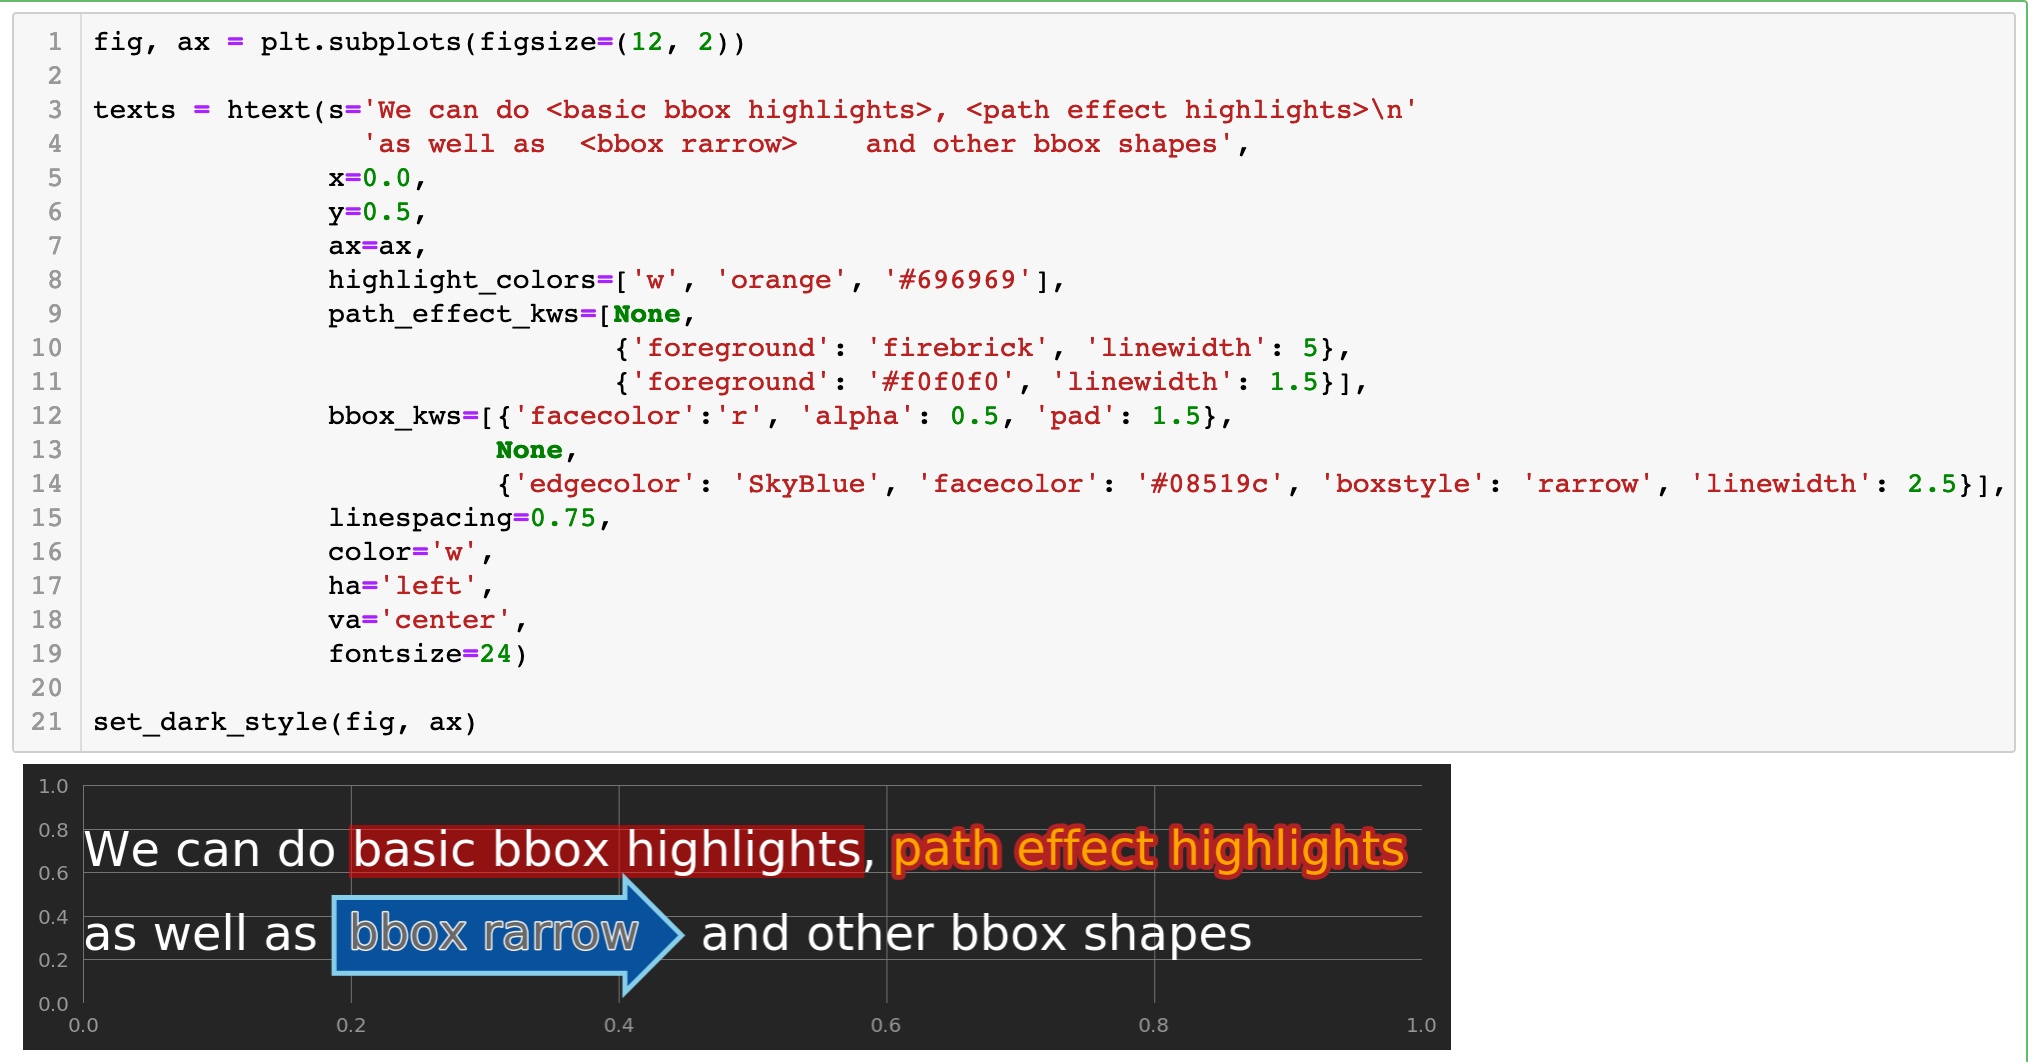 1 fig, ax = plt.subplots(figsize=(12, 2))
2
3 texts = htext(s='We can do <basic bbox highlights>, <path effect highlights>\n'
4                 'as well as  <bbox rarrow>    and other bbox shapes',
5               x=0.0,
6               y=0.5,
7               ax=ax,
8               highlight_colors=['w', 'orange', '#696969'],
9               path_effect_kws=[None,
10                               {'foreground': 'firebrick', 'linewidth': 5},
11                               {'foreground': '#f0f0f0', 'linewidth': 1.5}],
12              bbox_kws=[{'facecolor':'r', 'alpha': 0.5, 'pad': 1.5},
13                        None,
14                        {'edgecolor': 'SkyBlue', 'facecolor': '#08519c', 'boxstyle': 'rarrow', 'linewidth': 2.5}],
15              linespacing=0.75,
16              color='w',
17              ha='left',
18              va='center',
19              fontsize=24)
20
21 set_dark_style(fig, ax)
1.0
0.8
We can do basic bbox highlights, path effect highlights
0.6
0.4
as well as bbox rarrow and other bbox shapes
0.2
0.0
0.0 0.2 0.4 0.6 0.8 1.0